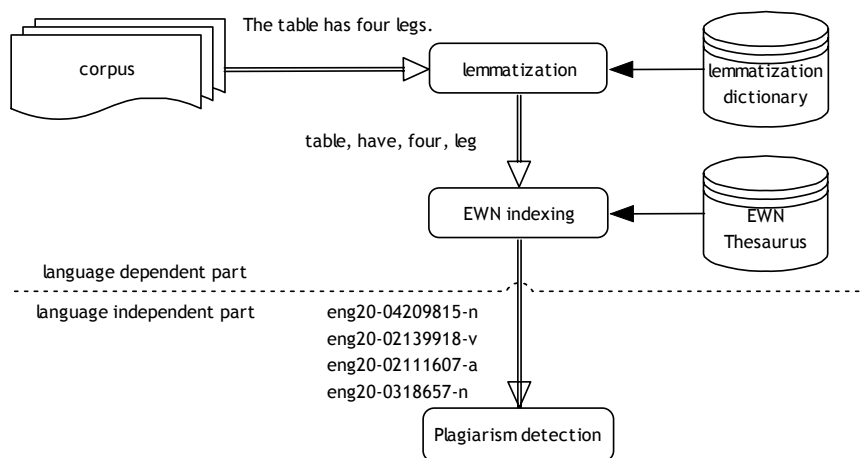 The table has four legs.
corpus
lemmatization
lemmatization
dictionary
table, have, four, leg
EWN indexing
EWN
Thesaurus
language dependent part
language independent part
eng20-04209815-n
eng20-02139918-v
eng20-02111607-a
eng20-0318657-n
Plagiarism detection